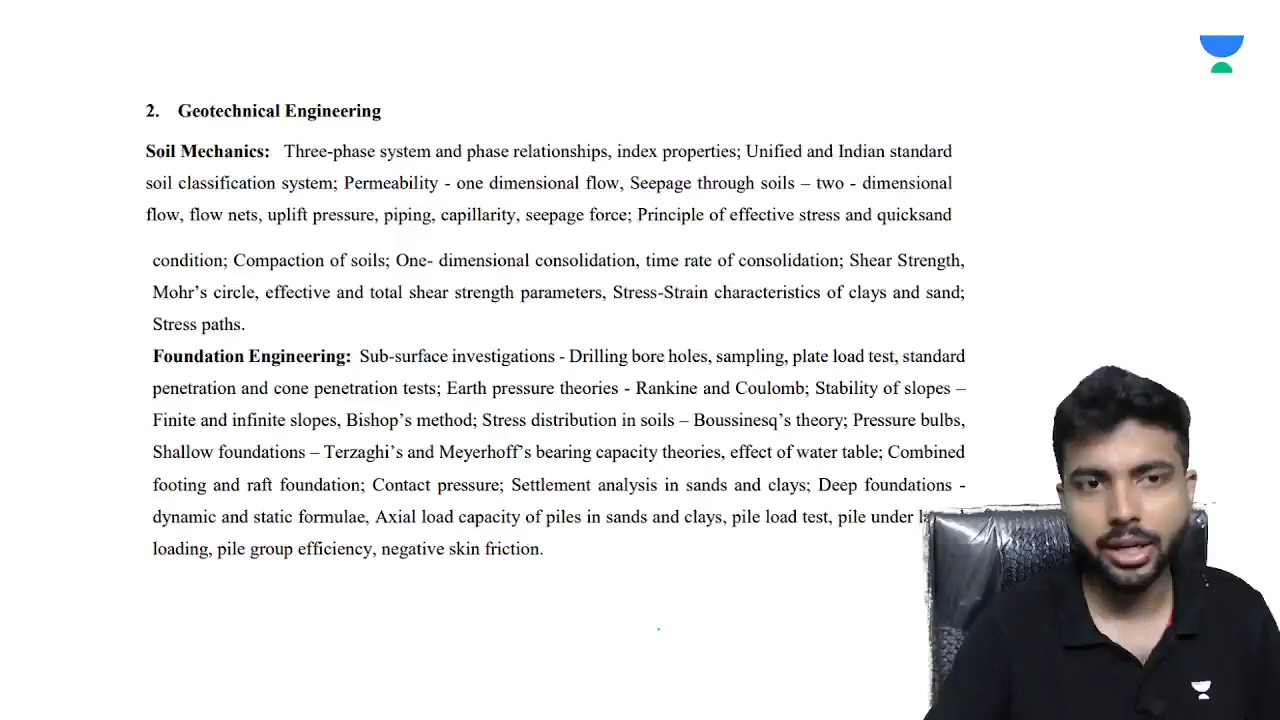 2. Geotechnical Engineering
Soil Mechanics: Three-phase system and phase relationships, index properties; Unified and Indian standard
soil classification system; Permeability - one dimensional flow, Seepage through soils – two - dimensional
flow, flow nets, uplift pressure, piping, capillarity, seepage force; Principle of effective stress and quicksand
condition; Compaction of soils; One- dimensional consolidation, time rate of consolidation; Shear Strength,
Mohr’s circle, effective and total shear strength parameters, Stress-Strain characteristics of clays and sand;
Stress paths.
Foundation Engineering: Sub-surface investigations - Drilling bore holes, sampling, plate load test, standard
penetration and cone penetration tests; Earth pressure theories - Rankine and Coulomb; Stability of slopes –
Finite and infinite slopes, Bishop’s method; Stress distribution in soils – Boussinesq’s theory; Pressure bulbs,
Shallow foundations – Terzaghi’s and Meyerhoff’s bearing capacity theories, effect of water table; Combined
footing and raft foundation; Contact pressure; Settlement analysis in sands and clays; Deep foundations -
dynamic and static formulae, Axial load capacity of piles in sands and clays, pile load test, pile under
loading, pile group efficiency, negative skin friction.